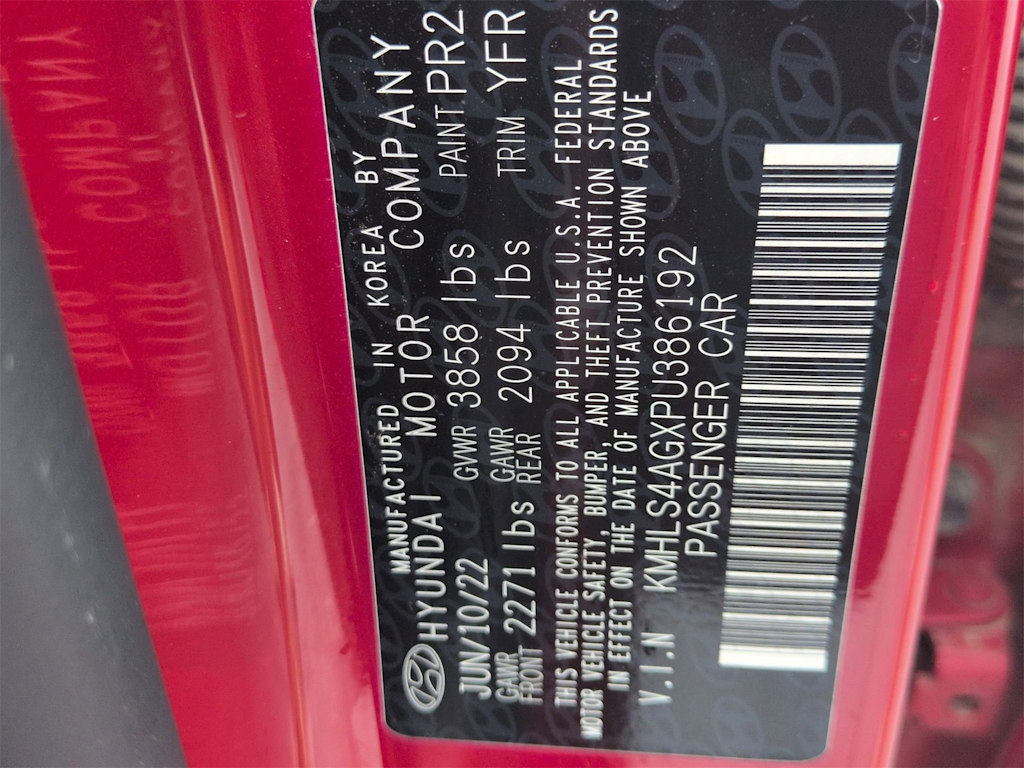 MANUFACTURED IN KOREA BY
HYUNDAI MOTOR COMPANY
JUN/10/22 GVWR 3858 lbs PAINT PR2
GAWR FRONT 2271 lbs GAWR REAR 2094 lbs TRIM YFR
THIS VEHICLE CONFORMS TO ALL APPLICABLE U.S.A. FEDERAL
MOTOR VEHICLE SAFETY, BUMPER, AND THEFT PREVENTION STANDARDS
IN EFFECT ON THE DATE OF MANUFACTURE SHOWN ABOVE
V.I.N KMHLS4AGXPU386192
PASSENGER CAR